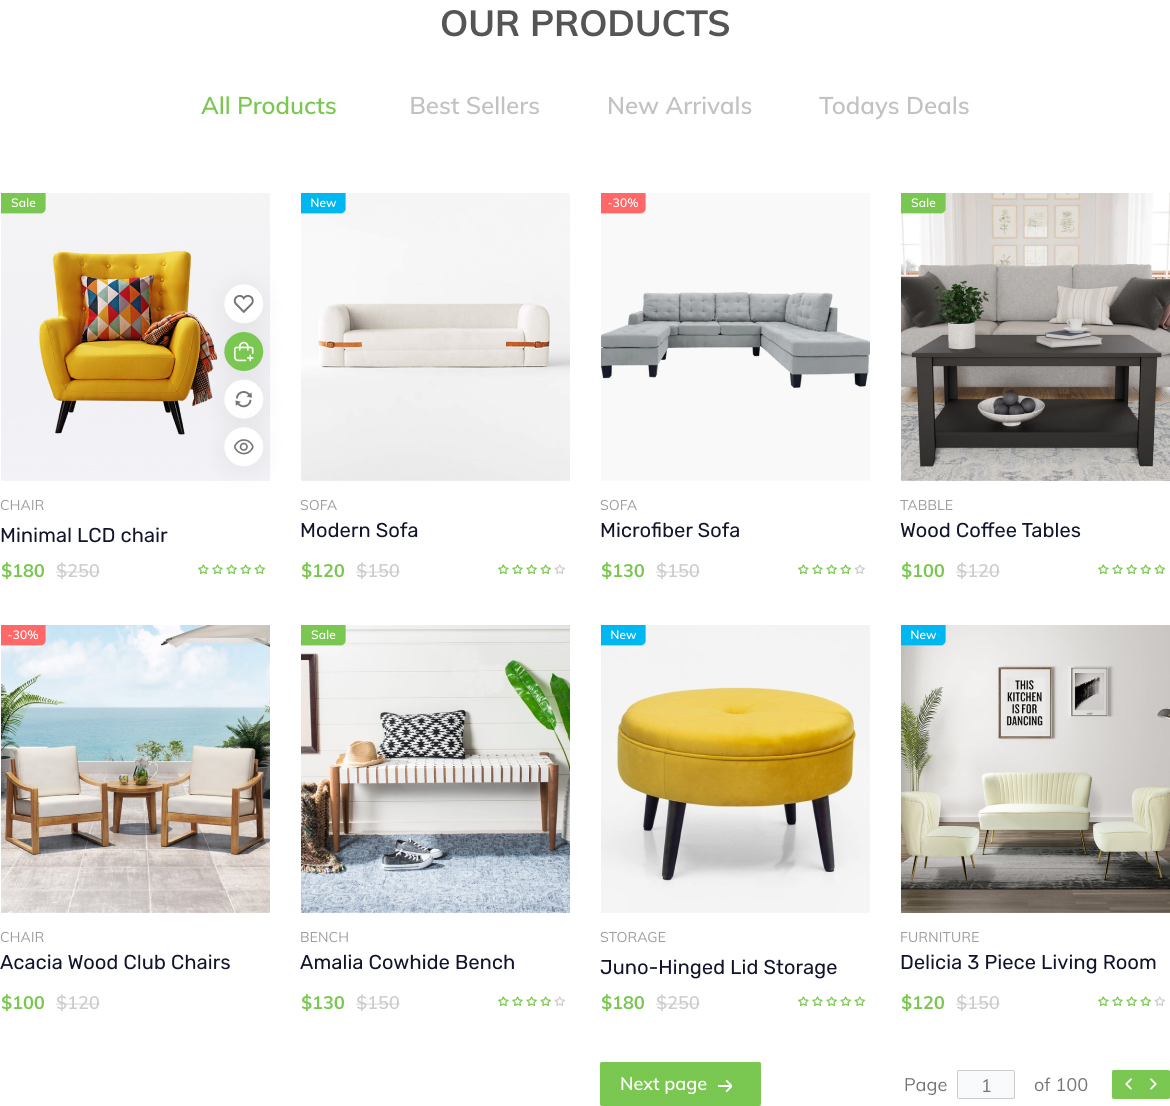 OUR PRODUCTS
All Products Best Sellers New Arrivals Todays Deals
Sale New -30% Sale
CHAIR SOFA SOFA TABBLE
Minimal LCD chair Modern Sofa Microfiber Sofa Wood Coffee Tables
$180 $250 $120 $150 $130 $150 $100 $120
-30% Sale New New
THIS
KITCHEN
IS FOR
DANCING
CHAIR BENCH STORAGE FURNITURE
Acacia Wood Club Chairs Amalia Cowhide Bench Juno-Hinged Lid Storage Delicia 3 Piece Living Room
$100 $120 $130 $150 $180 $250 $120 $150
Next page → Page 1 of 100